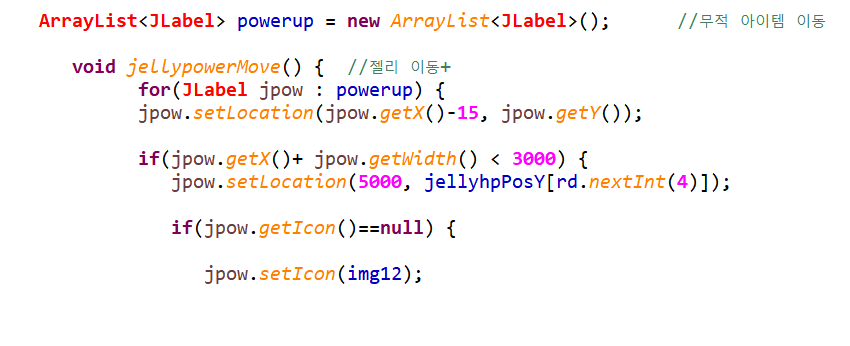 ArrayList<JLabel> powerup = new ArrayList<JLabel>(); //무적 아이템 이동
void jellypowerMove() { //젤리 이동+
for(JLabel jpow : powerup) {
jpow.setLocation(jpow.getX()-15, jpow.getY());
if(jpow.getX()+ jpow.getWidth() < 3000) {
jpow.setLocation(5000, jellyhpPosY[rd.nextInt(4)]);
if(jpow.getIcon()==null) {
jpow.setIcon(img12);